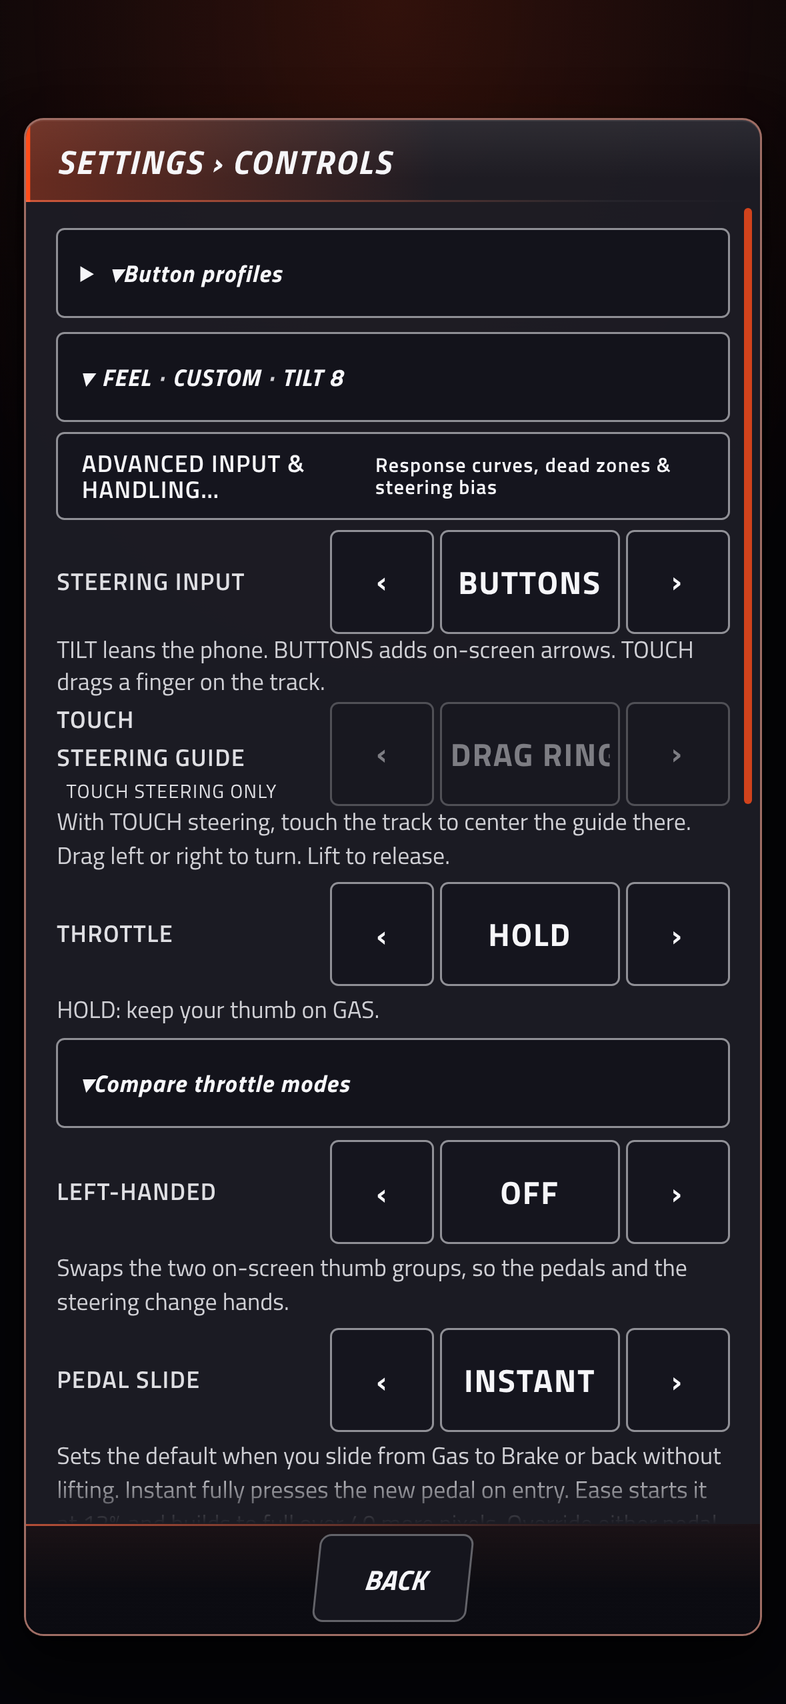 SETTINGS › CONTROLS
▶ ▾Button profiles
▾ FEEL · CUSTOM · TILT 8
ADVANCED INPUT &
HANDLING...
Response curves, dead zones &
steering bias
STEERING INPUT
‹ BUTTONS ›
TILT leans the phone. BUTTONS adds on-screen arrows. TOUCH
drags a finger on the track.
TOUCH
STEERING GUIDE
TOUCH STEERING ONLY
‹ DRAG RING ›
With TOUCH steering, touch the track to center the guide there.
Drag left or right to turn. Lift to release.
THROTTLE
‹ HOLD ›
HOLD: keep your thumb on GAS.
▾Compare throttle modes
LEFT-HANDED
‹ OFF ›
Swaps the two on-screen thumb groups, so the pedals and the
steering change hands.
PEDAL SLIDE
‹ INSTANT ›
Sets the default when you slide from Gas to Brake or back without
lifting. Instant fully presses the new pedal on entry. Ease starts it
BACK